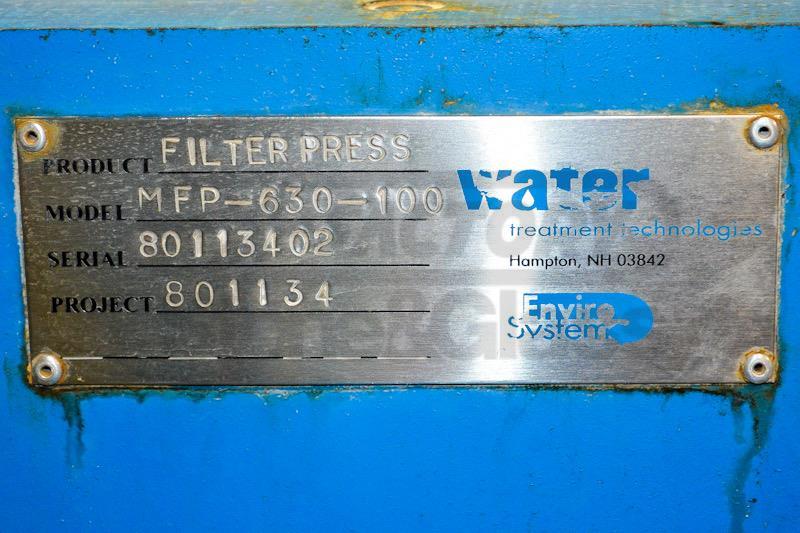 PRODUCT FILTER PRESS
MODEL MFP-630-100
SERIAL 80113402
PROJECT 801134
water
treatment technologies
Hampton, NH 03842
Enviro
System